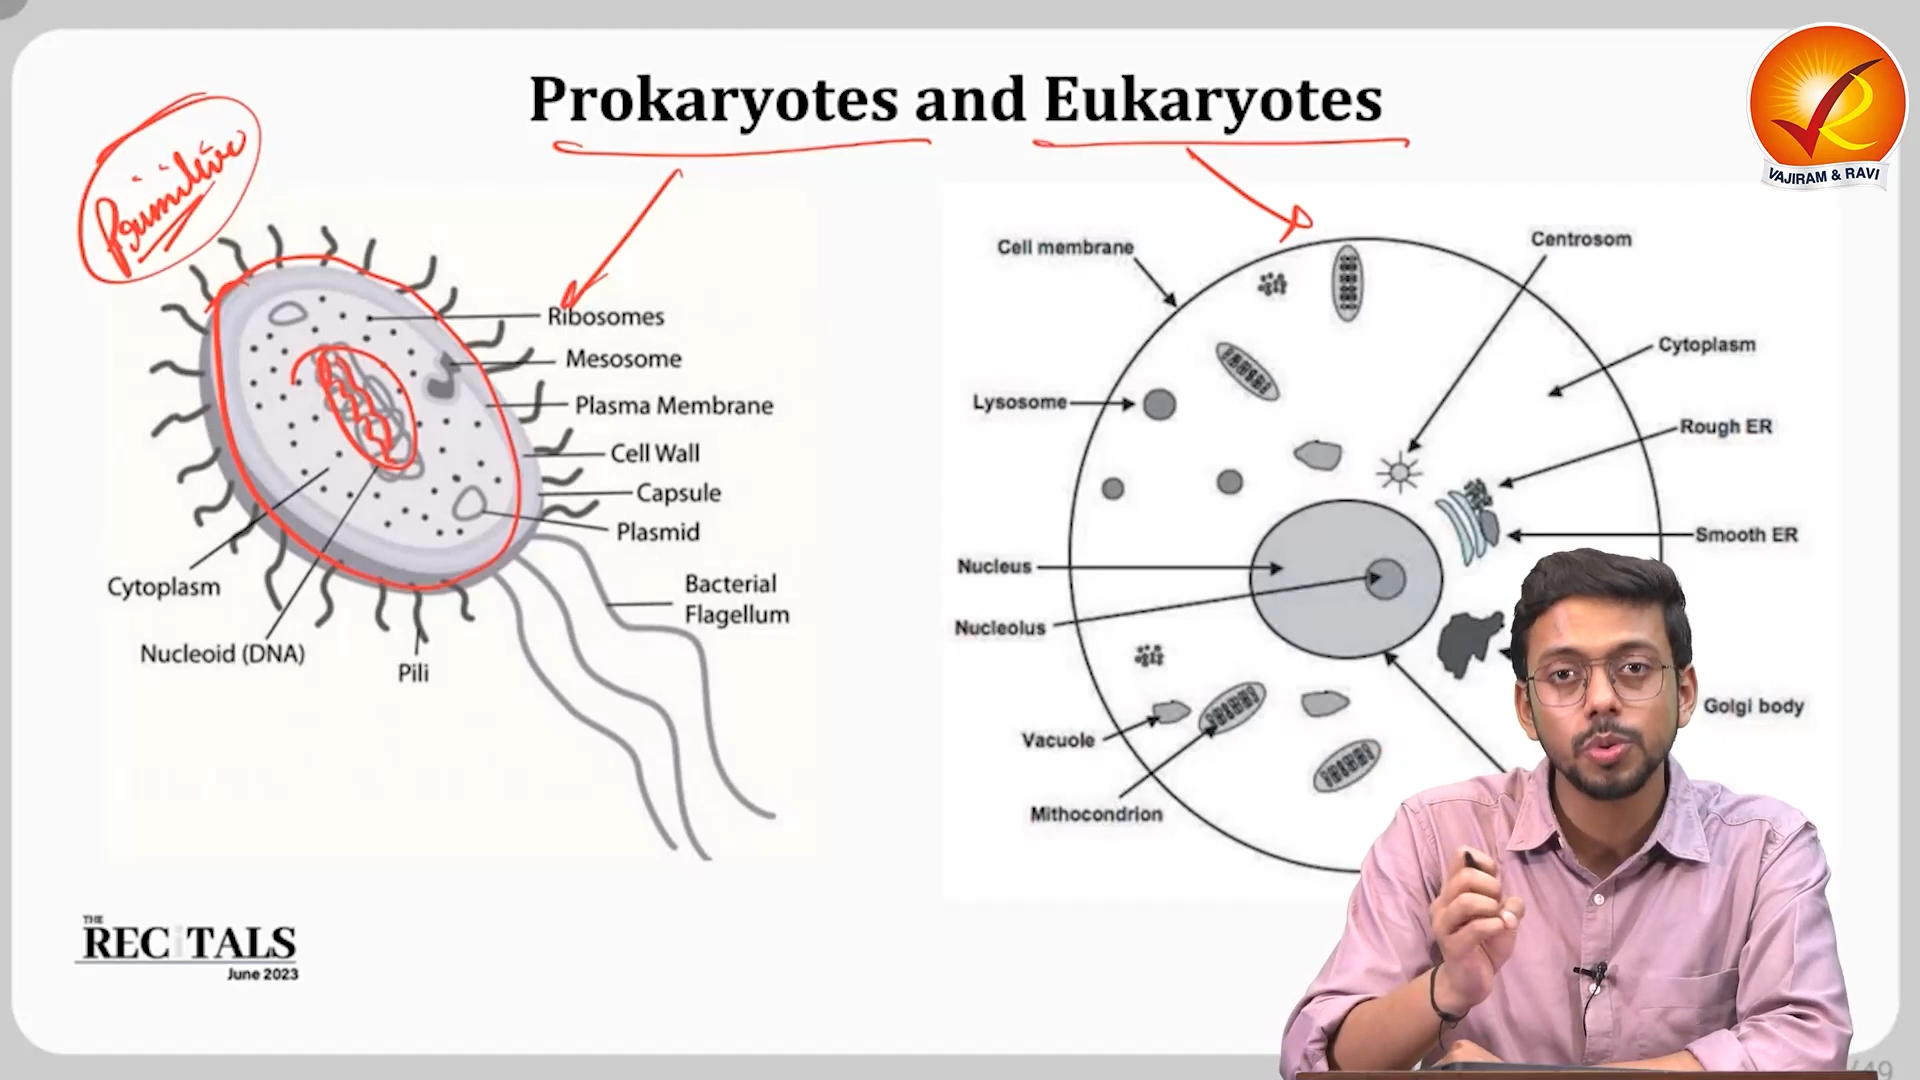 Prokaryotes and Eukaryotes
VAJIRAM & RAVI
Primitive
Ribosomes
Mesosome
Plasma Membrane
Cell Wall
Capsule
Plasmid
Bacterial
Flagellum
Cytoplasm
Nucleoid (DNA)
Pili
Cell membrane
Centrosom
Cytoplasm
Lysosome
Rough ER
Smooth ER
Nucleus
Nucleolus
Golgi body
Vacuole
Mithocondrion
THE
RECiTALS
June 2023